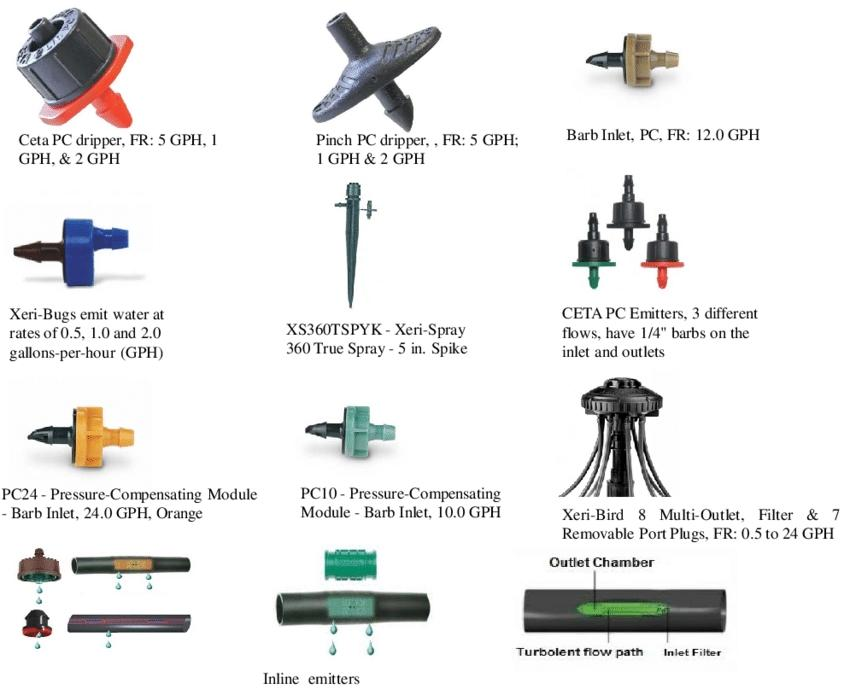 Ceta PC dripper, FR: 5 GPH, 1
GPH, & 2 GPH
Pinch PC dripper, , FR: 5 GPH;
1 GPH & 2 GPH
Barb Inlet, PC, FR: 12.0 GPH
Xeri-Bugs emit water at
rates of 0.5, 1.0 and 2.0
gallons-per-hour (GPH)
XS360TSPYK - Xeri-Spray
360 True Spray - 5 in. Spike
CETA PC Emitters, 3 different
flows, have 1/4" barbs on the
inlet and outlets
PC24 - Pressure-Compensating Module
- Barb Inlet, 24.0 GPH, Orange
PC10 - Pressure-Compensating
Module - Barb Inlet, 10.0 GPH
Xeri-Bird 8 Multi-Outlet, Filter & 7
Removable Port Plugs, FR: 0.5 to 24 GPH
Inline emitters
Outlet Chamber
Turbolent flow path
Inlet Filter